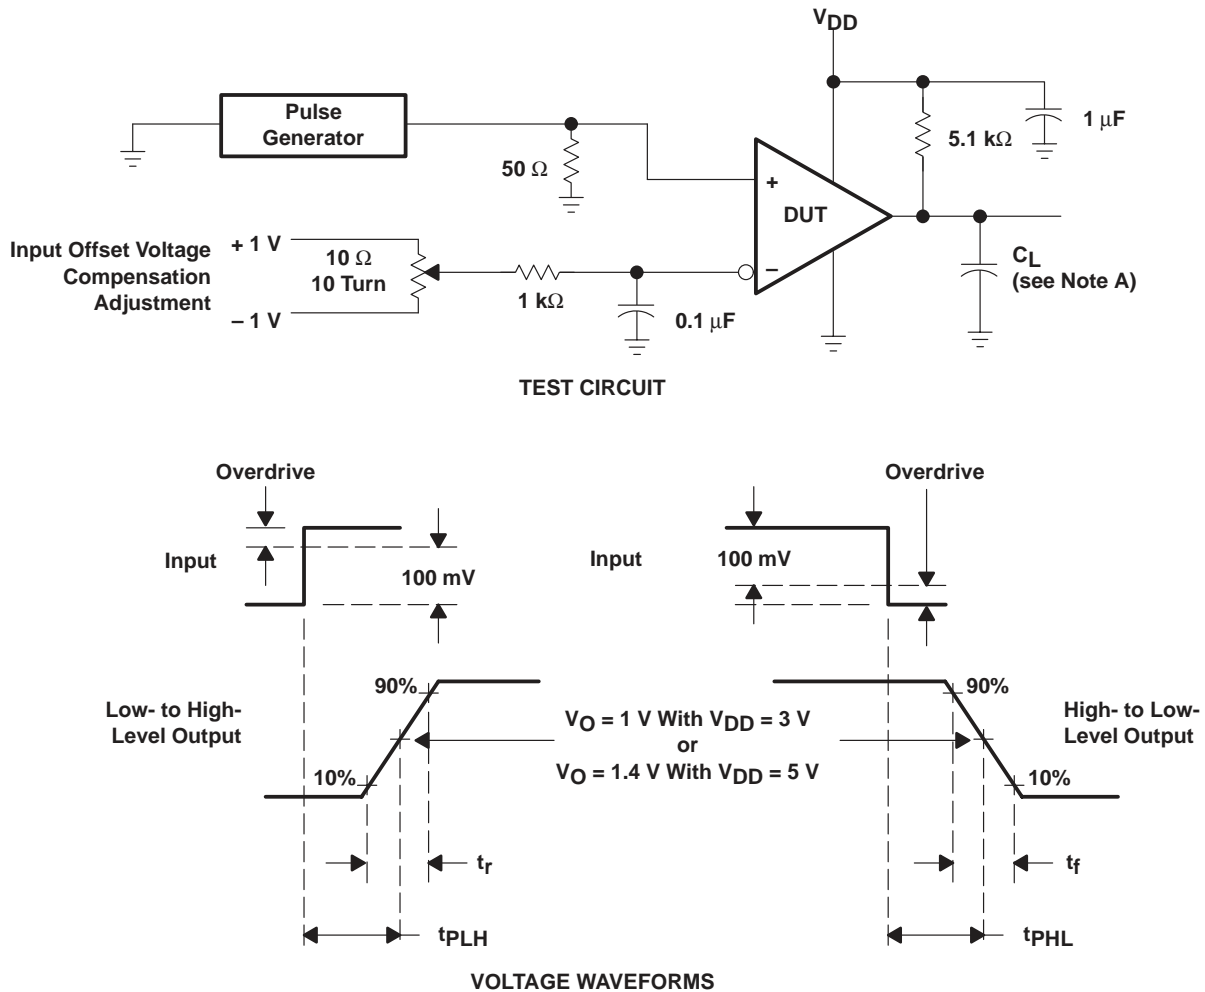 VDD
Pulse
Generator
50 Ω
5.1 kΩ
1 μF
+
DUT
–
Input Offset Voltage
Compensation
Adjustment
+ 1 V
10 Ω
10 Turn
– 1 V
1 kΩ
0.1 μF
CL
(see Note A)
TEST CIRCUIT
Overdrive
Input
100 mV
Overdrive
Input
100 mV
Low- to High-
Level Output
90%
10%
VO = 1 V With VDD = 3 V
or
VO = 1.4 V With VDD = 5 V
90%
10%
High- to Low-
Level Output
tr
tf
tPLH
tPHL
VOLTAGE WAVEFORMS